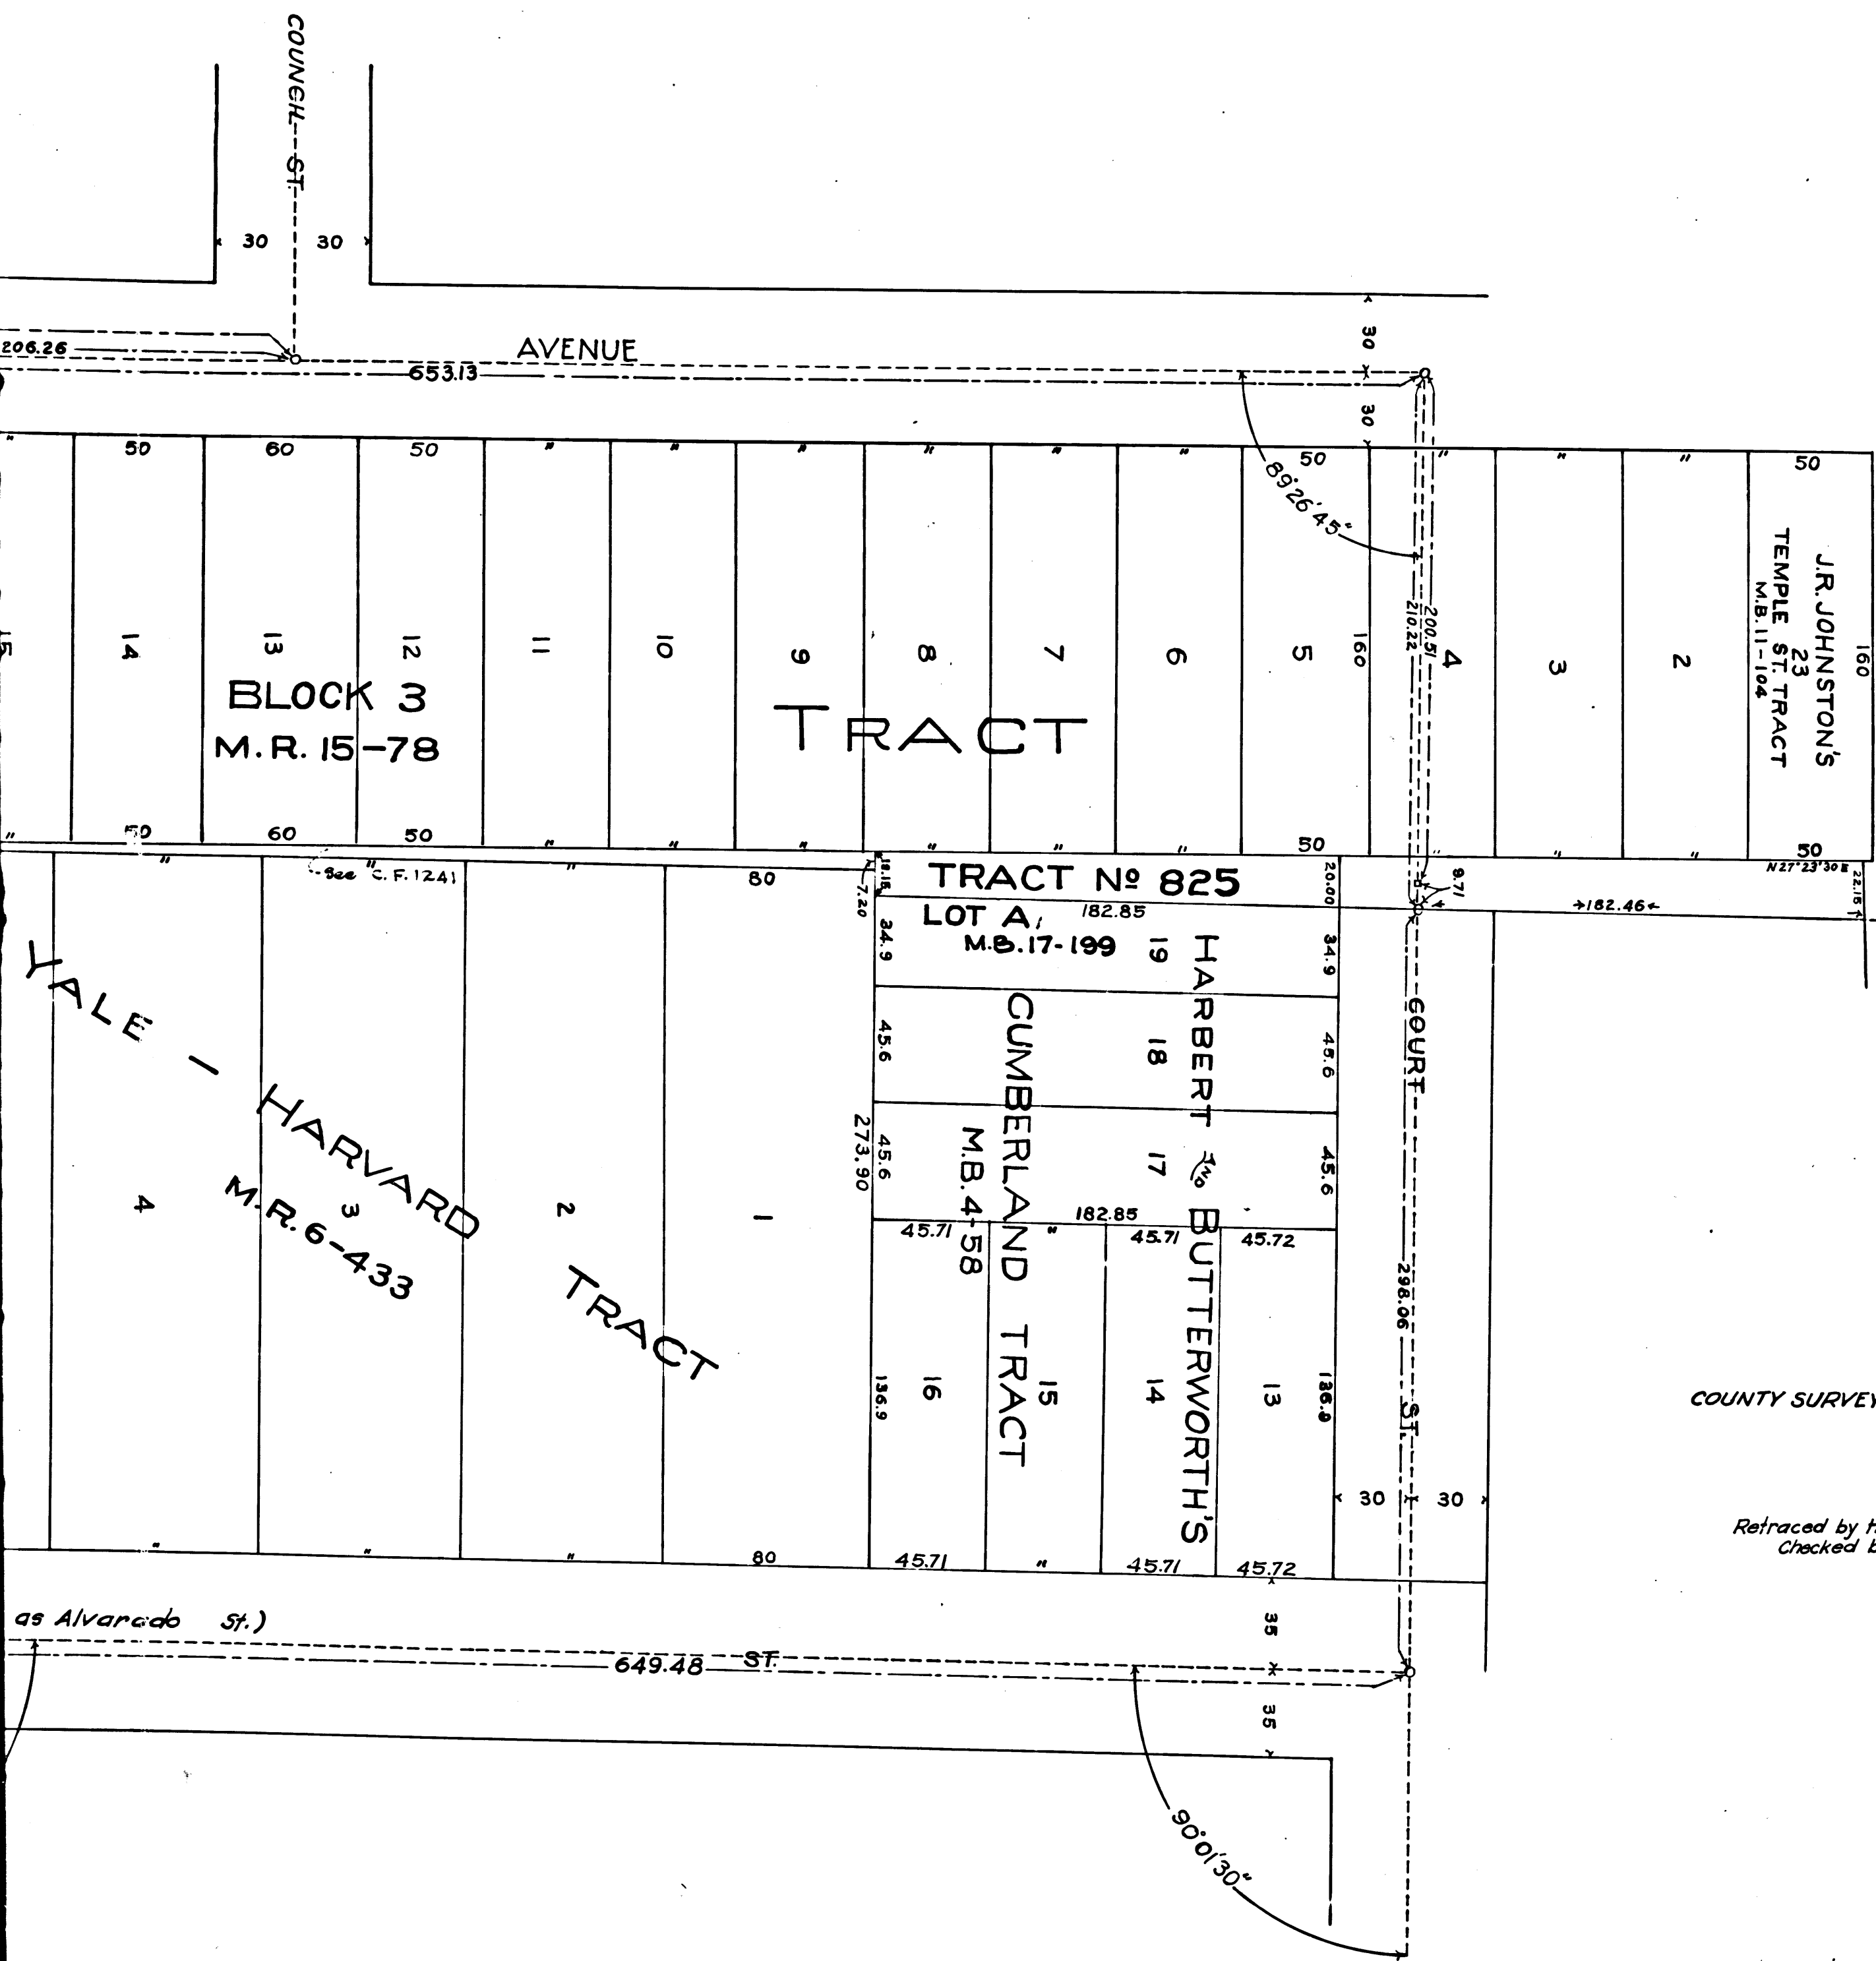 COUNCIL ST.
30 30
206.26
AVENUE
653.13
30
30
" 50 60 50 " " " " " " 50 " " " 50
89°26'45"
200.51
210.22
160
160
J.R. JOHNSTON'S
23
TEMPLE ST. TRACT
M.B. 11-104
15 14 13 12 11 10 9 8 7 6 5 4 3 2
BLOCK 3
M.R. 15-78
TRACT
" 50 60 50 " " " " " " 50 " " " 50
N27°23'30"E
22.15
" " " 80
See C.F. 1241
18.15
7.20
TRACT Nº 825
20.00
9.71
182.46
LOT A,
182.85
M.B. 17-199
34.9
19
34.9
45.6
18
45.6
45.6
17
45.6
273.90
182.85
45.71 " 45.71 45.72
HARBERT AND BUTTERWORTH'S
CUMBERLAND TRACT
M.B. 4-58
COURT ST.
298.06
YALE - HARVARD
TRACT
M.R. 6-433
4 3 2 1
136.9
16 15 14 13
136.9
30 30
COUNTY SURVEY
Retraced by H.
Checked b
" " " 80 45.71 " 45.71 45.72
35
35
as Alvarado St.)
649.48
ST.
90°01'30"